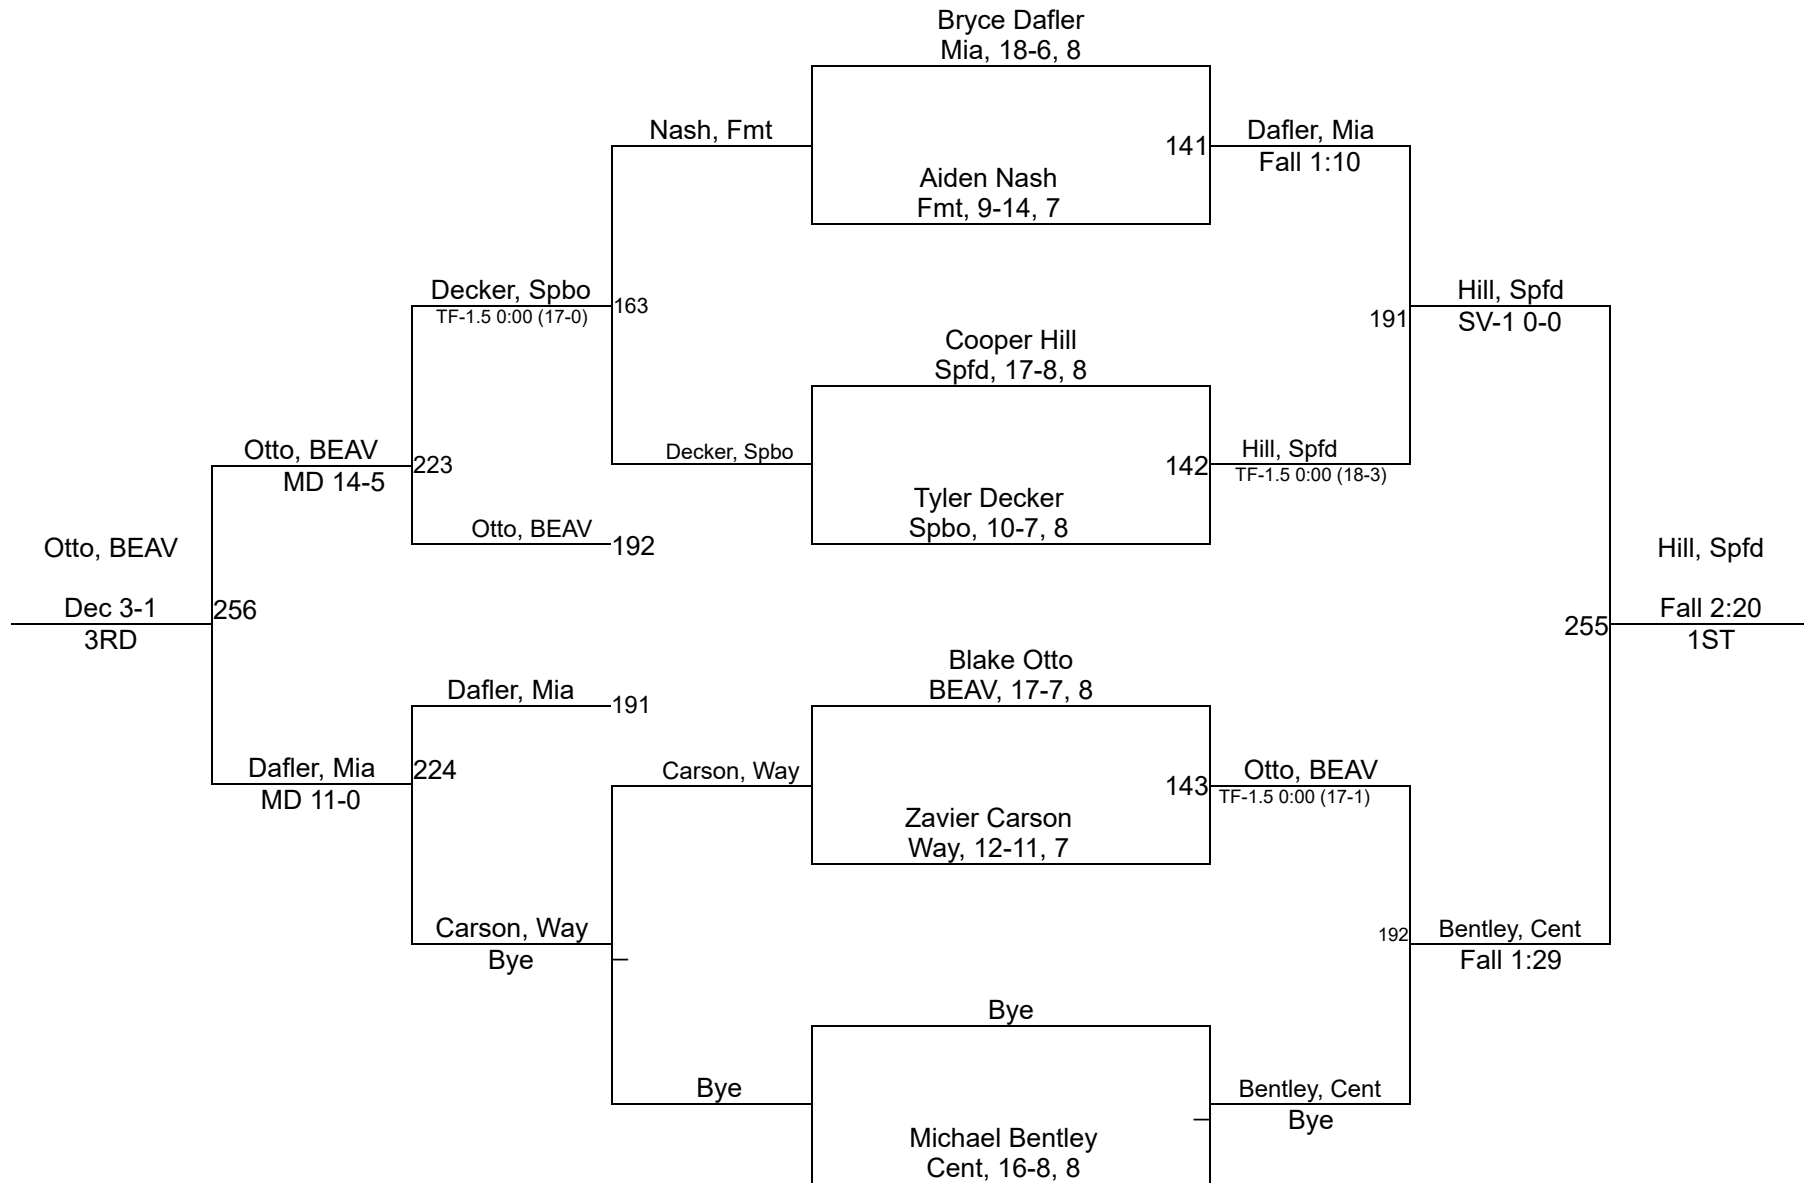 Bryce Dafler
Mia, 18-6, 8
Nash, Fmt
141
Dafler, Mia
Fall 1:10
Aiden Nash
Fmt, 9-14, 7
Decker, Spbo
TF-1.5 0:00 (17-0)
163
Hill, Spfd
SV-1 0-0
191
Cooper Hill
Spfd, 17-8, 8
Otto, BEAV
MD 14-5
223
Decker, Spbo
142
Hill, Spfd
TF-1.5 0:00 (18-3)
Tyler Decker
Spbo, 10-7, 8
Otto, BEAV
192
Otto, BEAV
Dec 3-1
3RD
256
Hill, Spfd
Fall 2:20
1ST
255
Blake Otto
BEAV, 17-7, 8
Dafler, Mia
191
Dafler, Mia
MD 11-0
224
Carson, Way
143
Otto, BEAV
TF-1.5 0:00 (17-1)
Zavier Carson
Way, 12-11, 7
Carson, Way
Bye
192
Bentley, Cent
Fall 1:29
Bye
Bye
Bentley, Cent
Bye
Michael Bentley
Cent, 16-8, 8